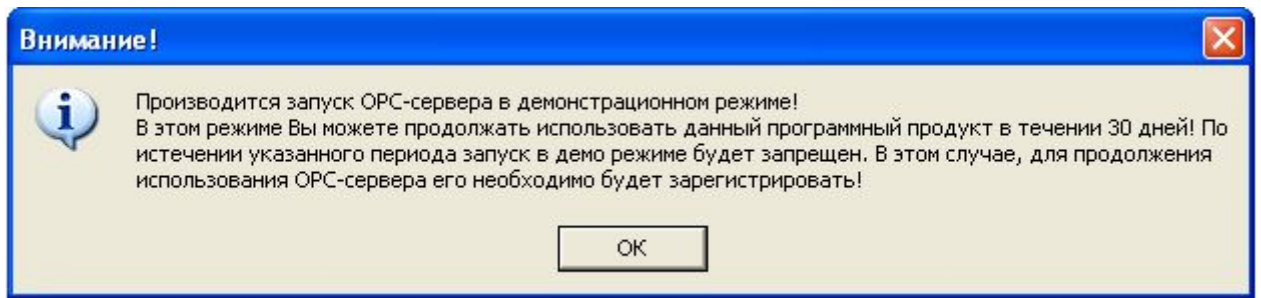 Внимание!
Производится запуск OPC-сервера в демонстрационном режиме!
В этом режиме Вы можете продолжать использовать данный программный продукт в течении 30 дней! По
истечении указанного периода запуск в демо режиме будет запрещен. В этом случае, для продолжения
использования OPC-сервера его необходимо будет зарегистрировать!
OK